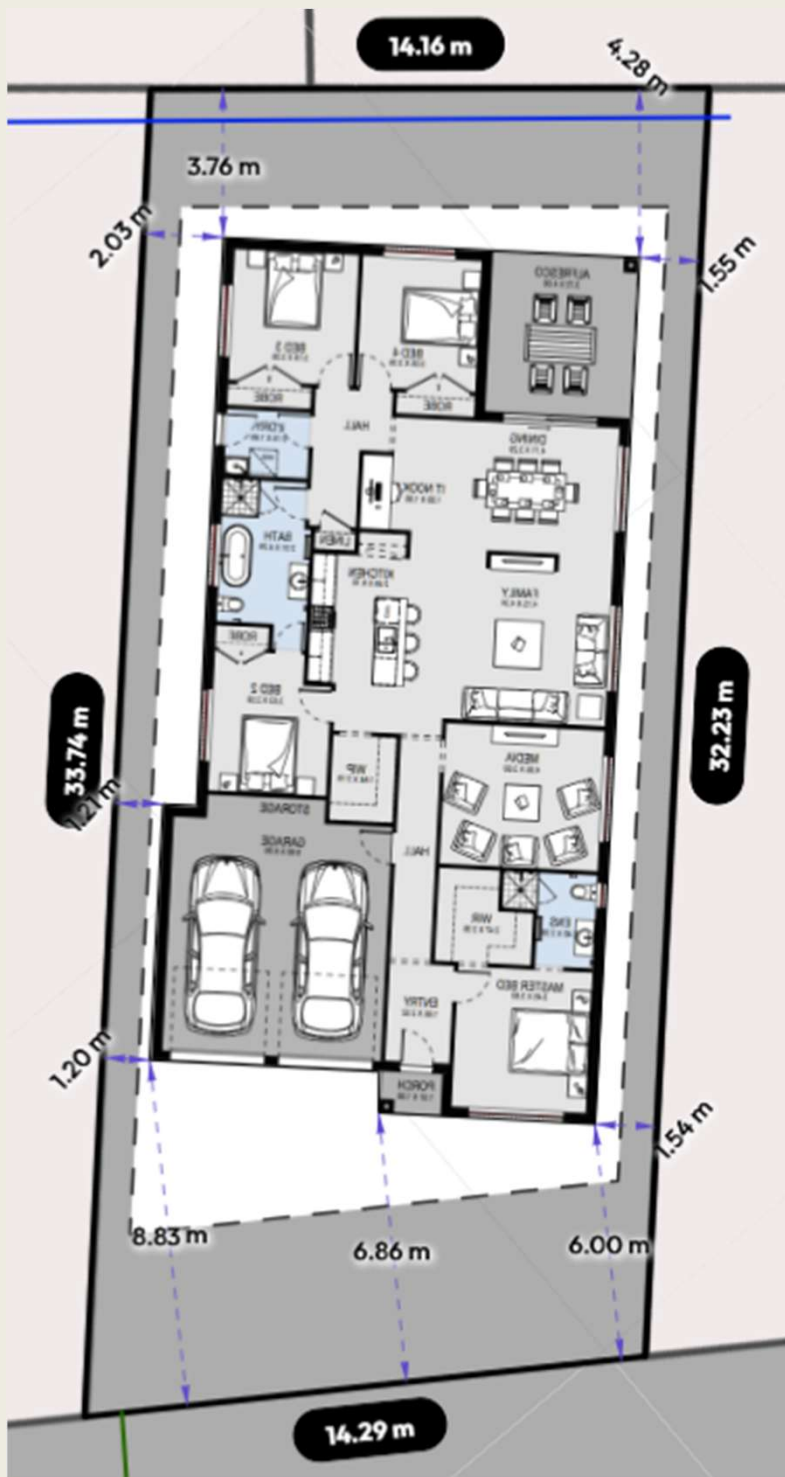 14.16 m
4.28 m
3.76 m
2.03 m
1.55 m
ALFRESCO
BED 3
BED 4
ROBE
ROBE
L'DRY
HALL
DINING
IT NOOK
BATH
LINEN
KITCHEN
FAMILY
ROBE
BED 2
33.74 m
32.23 m
WIP
MEDIA
1.21 m
STORAGE
GARAGE
HALL
WIR
ENS
MASTER BED
ENTRY
1.20 m
PORCH
1.54 m
8.83 m
6.86 m
6.00 m
14.29 m